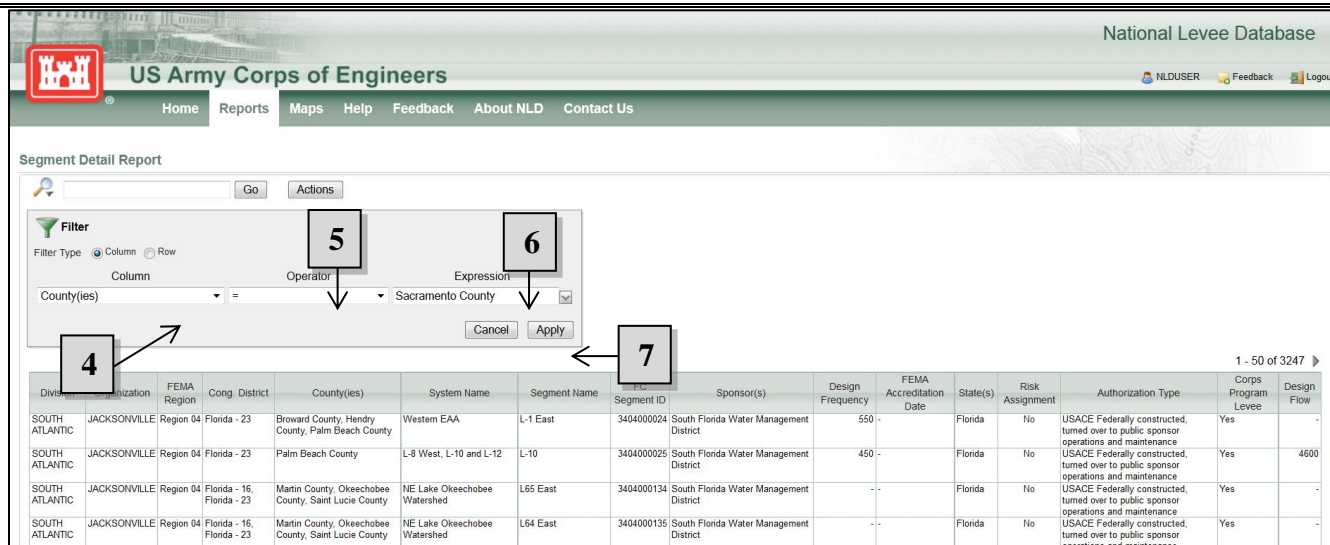 National Levee Database
US Army Corps of Engineers
®
NLDUSER Feedback Logou
Home Reports Maps Help Feedback About NLD Contact Us
Segment Detail Report
Go Actions
Filter
Filter Type Column Row
Column Operator Expression
County(ies) = Sacramento County
Cancel Apply
4
5
6
7
1 - 50 of 3247
Division Organization FEMA Region Cong. District County(ies) System Name Segment Name FC Segment ID Sponsor(s) Design Frequency FEMA Accreditation Date State(s) Risk Assignment Authorization Type Corps Program Levee Design Flow
SOUTH ATLANTIC JACKSONVILLE Region 04 Florida - 23 Broward County, Hendry County, Palm Beach County Western EAA L-1 East 3404000024 South Florida Water Management District 550 - Florida No USACE Federally constructed, turned over to public sponsor operations and maintenance Yes -
SOUTH ATLANTIC JACKSONVILLE Region 04 Florida - 23 Palm Beach County L-8 West, L-10 and L-12 L-10 3404000025 South Florida Water Management District 450 - Florida No USACE Federally constructed, turned over to public sponsor operations and maintenance Yes 4600
SOUTH ATLANTIC JACKSONVILLE Region 04 Florida - 16, Florida - 23 Martin County, Okeechobee County, Saint Lucie County NE Lake Okeechobee Watershed L65 East 3404000134 South Florida Water Management District - - Florida No USACE Federally constructed, turned over to public sponsor operations and maintenance Yes -
SOUTH ATLANTIC JACKSONVILLE Region 04 Florida - 16, Florida - 23 Martin County, Okeechobee County, Saint Lucie County NE Lake Okeechobee Watershed L64 East 3404000135 South Florida Water Management District - - Florida No USACE Federally constructed, turned over to public sponsor operations and maintenance Yes -